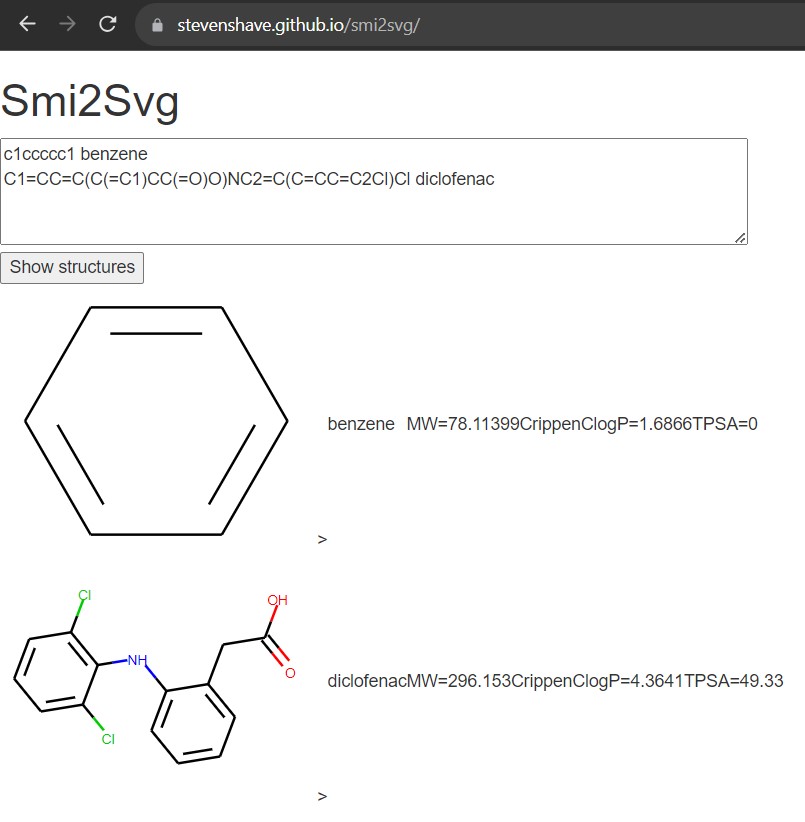 stevenshave.github.io/smi2svg/
Smi2Svg
c1ccccc1 benzene
C1=CC=C(C(=C1)CC(=O)O)NC2=C(C=CC=C2Cl)Cl diclofenac
Show structures
benzene MW=78.11399CrippenClogP=1.6866TPSA=0
>
Cl
OH
NH
O
diclofenacMW=296.153CrippenClogP=4.3641TPSA=49.33
Cl
>